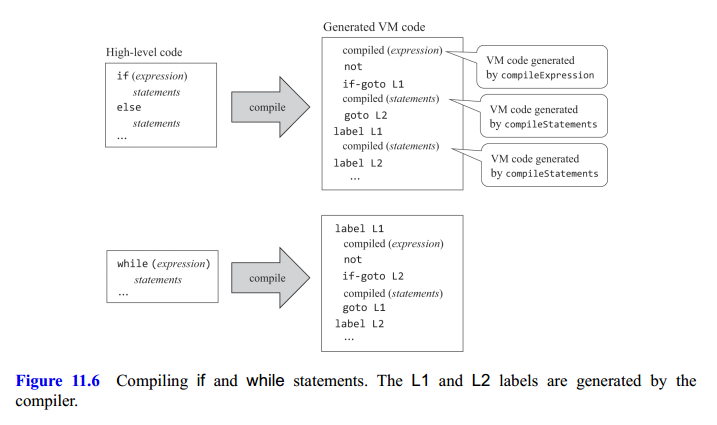 Generated VM code
High-level code
if (expression)
statements
else
statements
...
compile
compiled (expression)
not
if-goto L1
compiled (statements)
goto L2
label L1
compiled (statements)
label L2
...
VM code generated
by compileExpression
VM code generated
by compileStatements
VM code generated
by compileStatements
while (expression)
statements
...
compile
label L1
compiled (expression)
not
if-goto L2
compiled (statements)
goto L1
label L2
...
Figure 11.6 Compiling if and while statements. The L1 and L2 labels are generated by the
compiler.